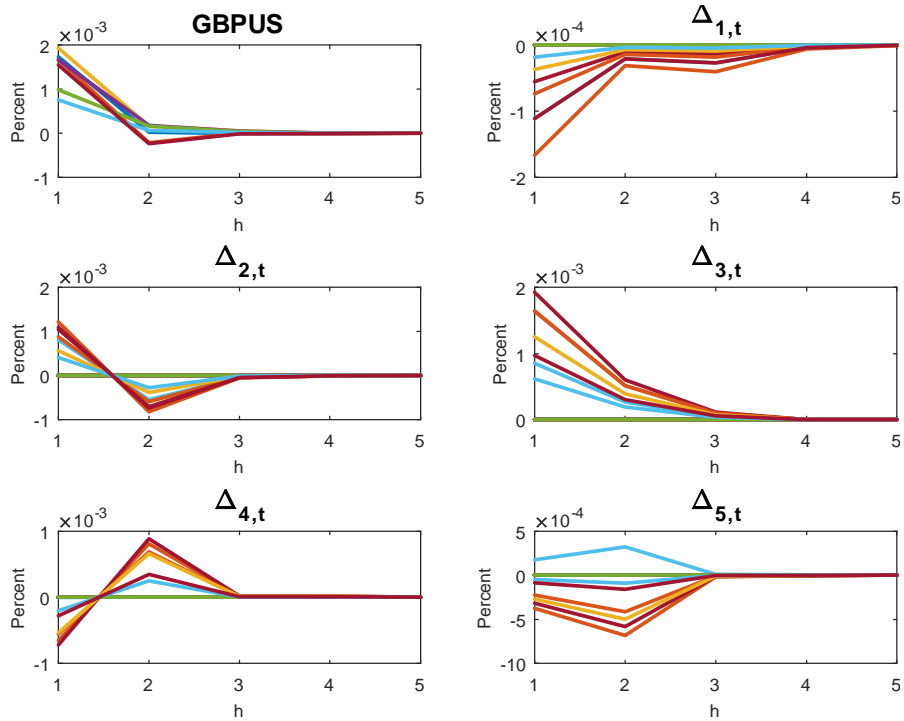 GBPUS
×10^-3
2
1
0
-1
Percent
1 2 3 4 5
h
Δ1,t
×10^-4
0
-1
-2
Percent
1 2 3 4 5
h
Δ2,t
×10^-3
2
1
0
-1
Percent
1 2 3 4 5
h
Δ3,t
×10^-3
2
1
0
Percent
1 2 3 4 5
h
Δ4,t
×10^-3
1
0
-1
Percent
1 2 3 4 5
h
Δ5,t
×10^-4
5
0
-5
-10
Percent
1 2 3 4 5
h